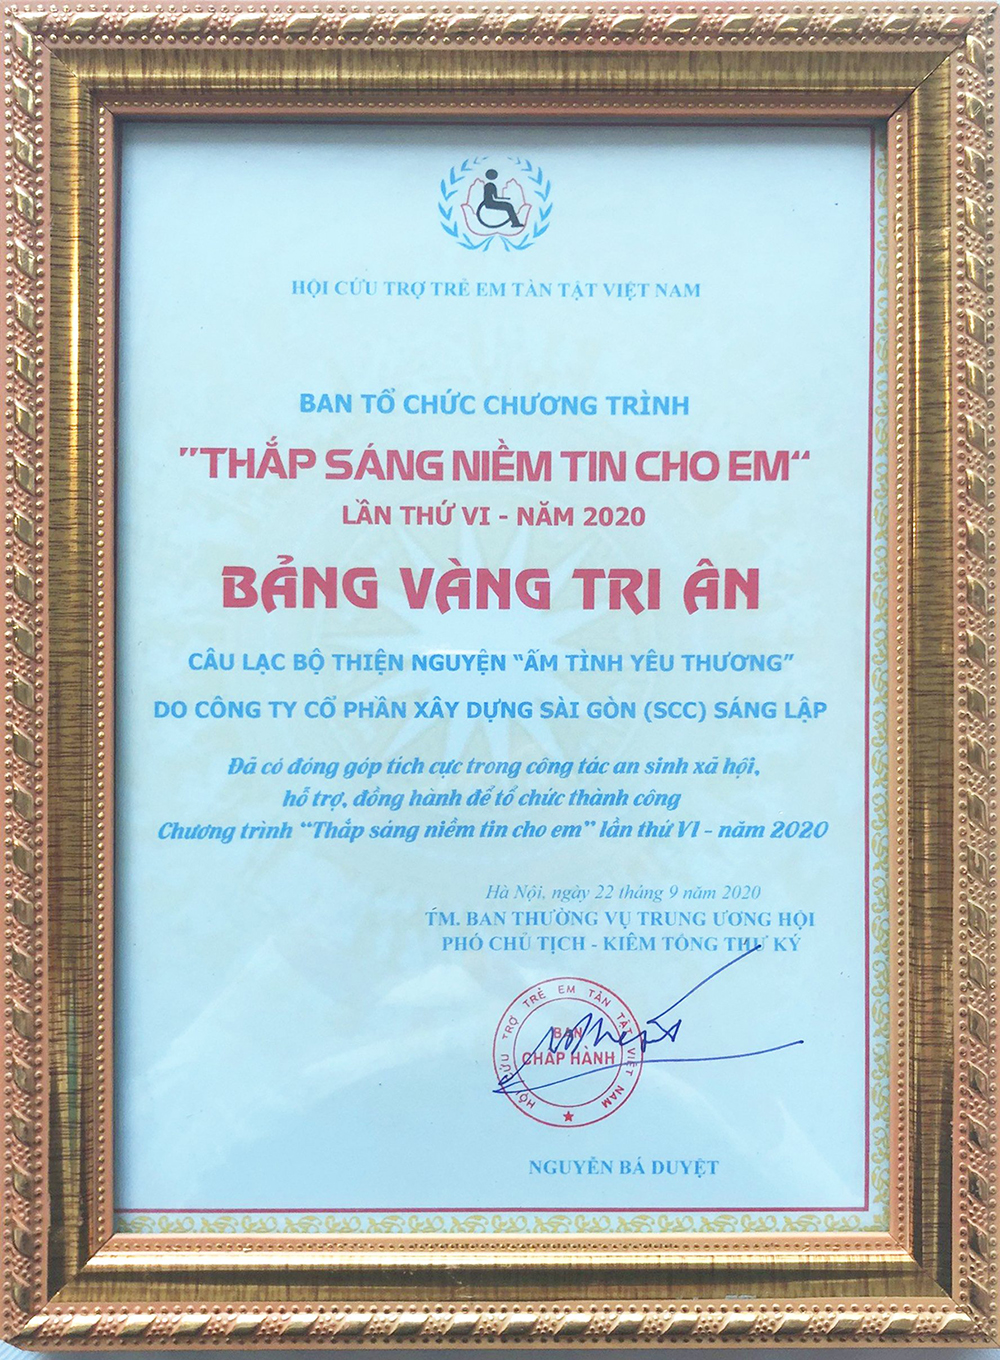 HỘI CỨU TRỢ TRẺ EM TÀN TẬT VIỆT NAM
BAN TỔ CHỨC CHƯƠNG TRÌNH
"THẮP SÁNG NIỀM TIN CHO EM“
LẦN THỨ VI - NĂM 2020
BẢNG VÀNG TRI ÂN
CÂU LẠC BỘ THIỆN NGUYỆN “ẤM TÌNH YÊU THƯƠNG”
DO CÔNG TY CỔ PHẦN XÂY DỰNG SÀI GÒN (SCC) SÁNG LẬP
Đã có đóng góp tích cực trong công tác an sinh xã hội,
hỗ trợ, đồng hành để tổ chức thành công
Chương trình “Thắp sáng niềm tin cho em” lần thứ VI - năm 2020
Hà Nội, ngày 22 tháng 9 năm 2020
TM. BAN THƯỜNG VỤ TRUNG ƯƠNG HỘI
PHÓ CHỦ TỊCH - KIÊM TỔNG THƯ KÝ
HỘI CỨU TRỢ TRẺ EM TÀN TẬT VIỆT NAM
BAN
CHẤP HÀNH
NGUYỄN BÁ DUYỆT